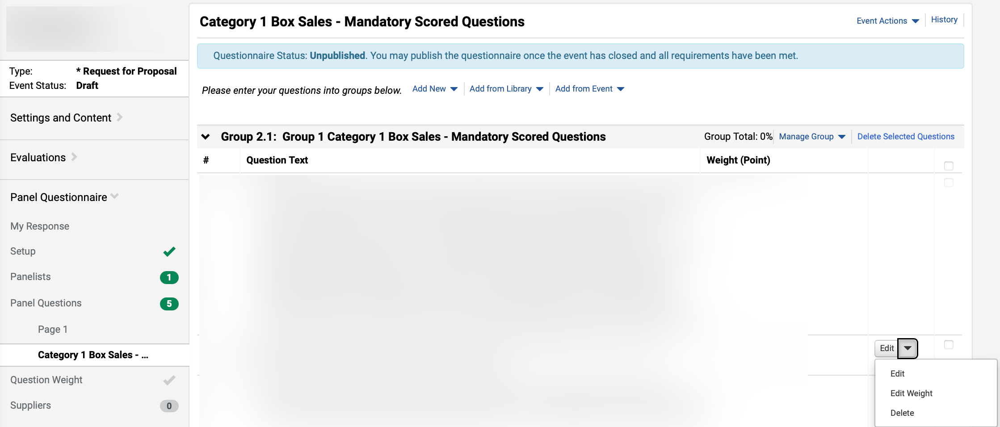 Category 1 Box Sales - Mandatory Scored Questions
Event Actions
History
Questionnaire Status: Unpublished. You may publish the questionnaire once the event has closed and all requirements have been met.
Type: * Request for Proposal
Event Status: Draft
Please enter your questions into groups below.
Add New
Add from Library
Add from Event
Settings and Content
Evaluations
Panel Questionnaire
My Response
Setup
Panelists 1
Panel Questions 5
Page 1
Category 1 Box Sales - ...
Question Weight
Suppliers 0
Group 2.1: Group 1 Category 1 Box Sales - Mandatory Scored Questions
Group Total: 0%
Manage Group
Delete Selected Questions
# Question Text Weight (Point)
Edit
Edit
Edit Weight
Delete